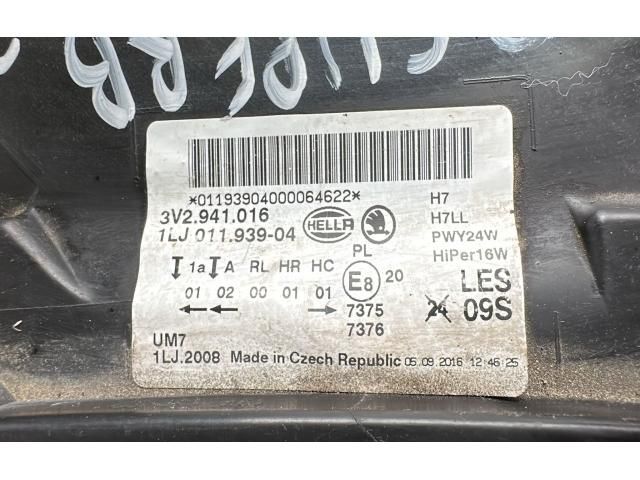 SUPERB
*01193904000064622*
3V2.941.016 HELLA H7
1LJ 011.939-04 H7LL
PL PWY24W
HiPer16W
1a A RL HR HC E8 20 LES
01 02 00 01 01 24 09S
7375
7376
UM7
1LJ.2008 Made in Czech Republic 05.09.2016 12:46:25